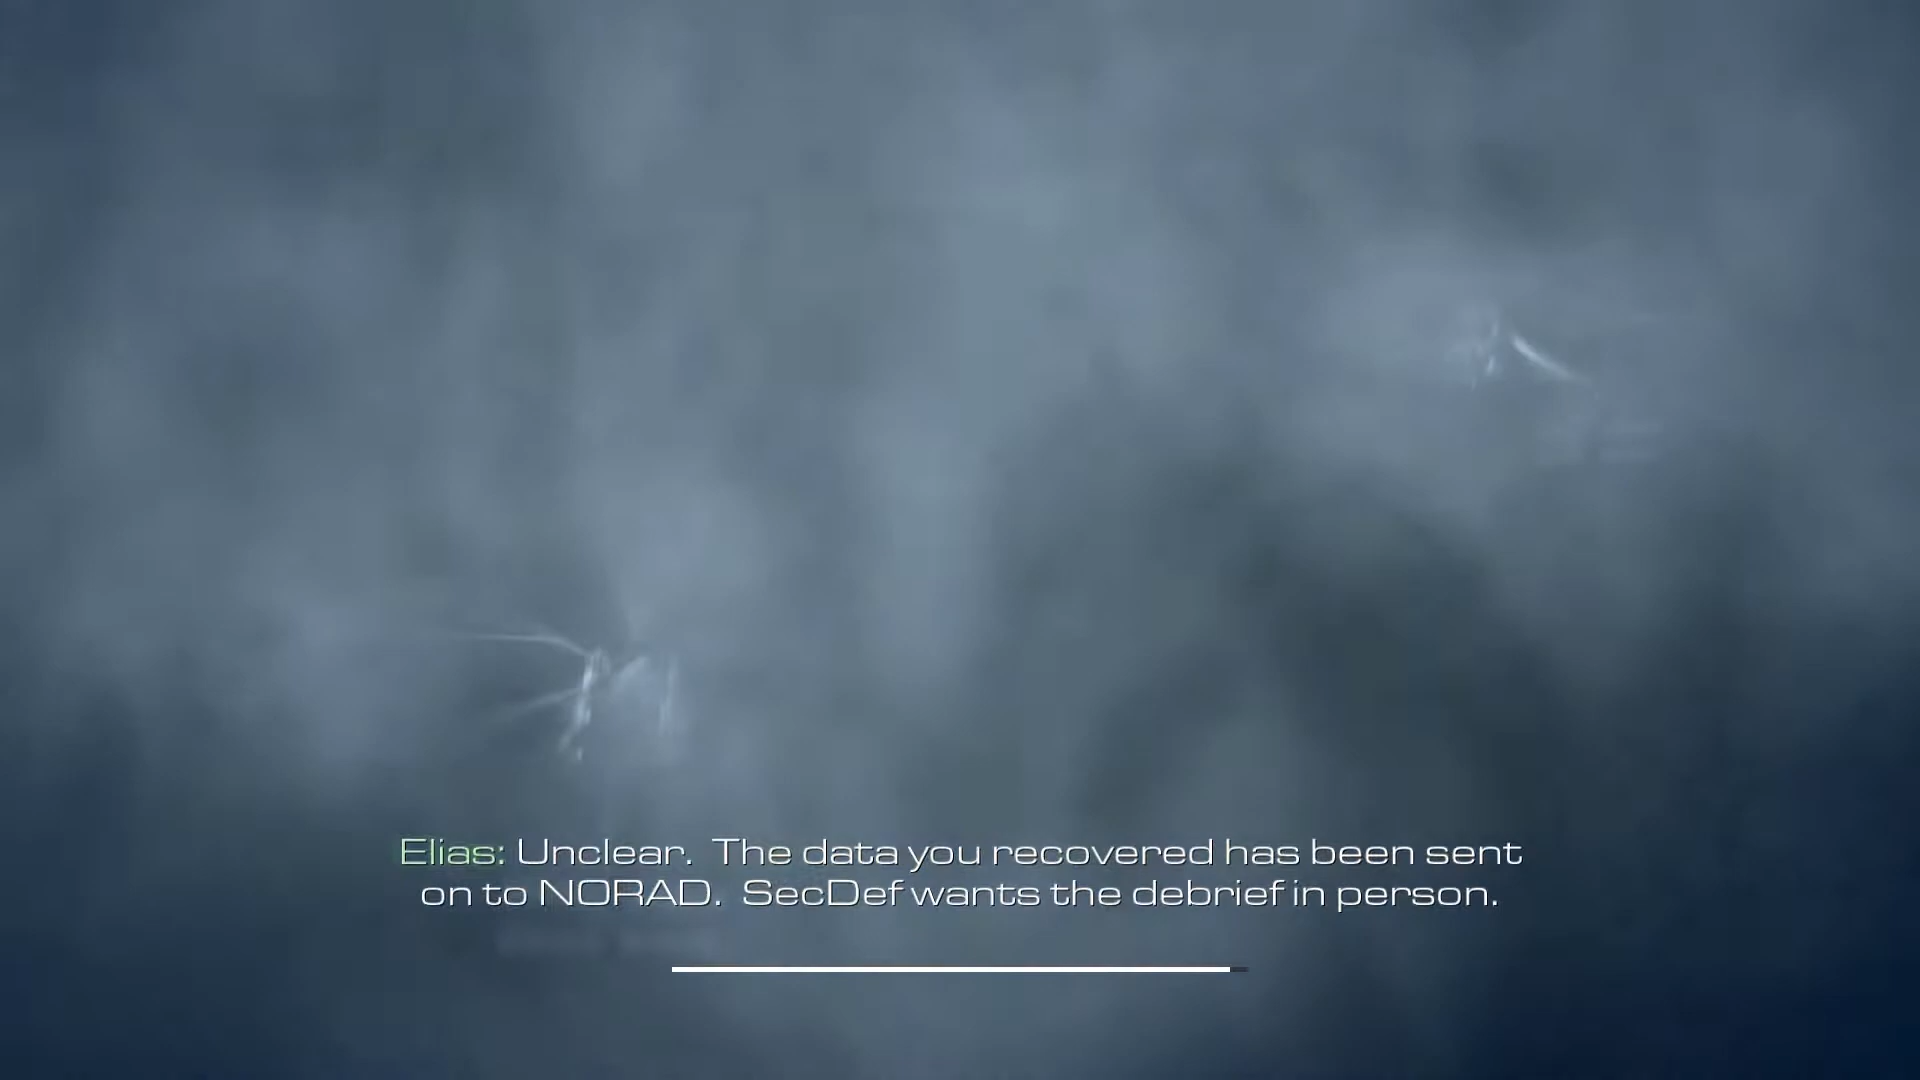 Elias: Unclear.  The data you recovered has been sent
on to NORAD.  SecDef wants the debrief in person.